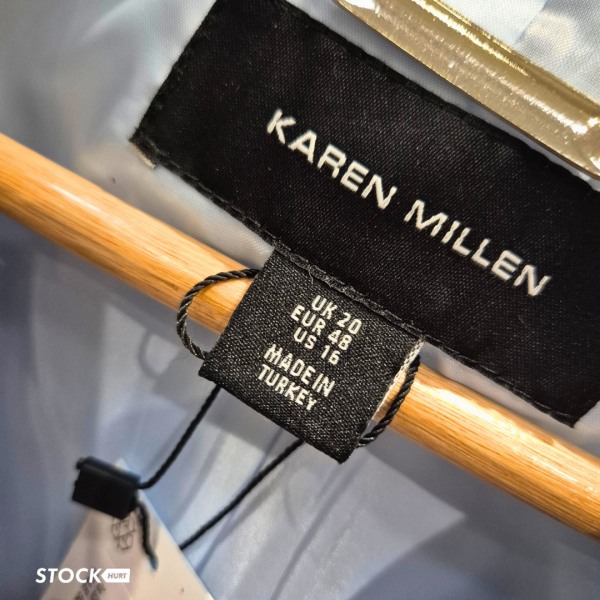 KAREN MILLEN
UK 20
EUR 48
US 16
MADE IN
TURKEY
STOCK HURT